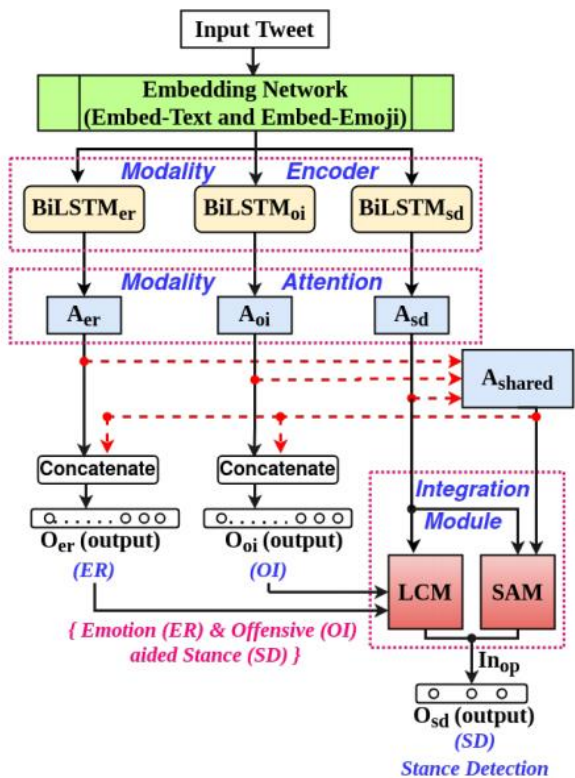 Input Tweet
Embedding Network
(Embed-Text and Embed-Emoji)
Modality Encoder
BiLSTMer
BiLSTMoi
BiLSTMsd
Modality Attention
Aer
Aoi
Asd
Ashared
Concatenate
Concatenate
Integration
Module
Oer (output)
(ER)
Ooi (output)
(OI)
LCM
SAM
{ Emotion (ER) & Offensive (OI)
aided Stance (SD) }
Inop
Osd (output)
(SD)
Stance Detection